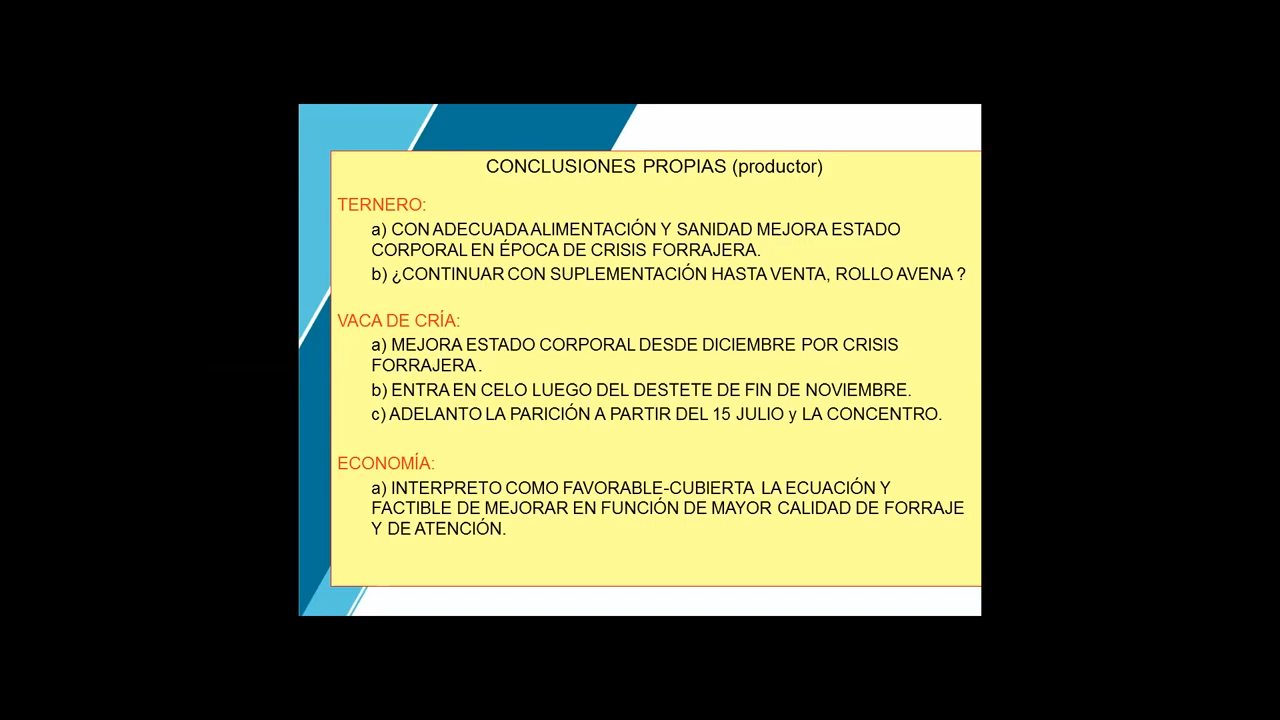 CONCLUSIONES PROPIAS (productor)
TERNERO:
a) CON ADECUADA ALIMENTACIÓN Y SANIDAD MEJORA ESTADO
CORPORAL EN ÉPOCA DE CRISIS FORRAJERA.
b) ¿CONTINUAR CON SUPLEMENTACIÓN HASTA VENTA, ROLLO AVENA ?
VACA DE CRÍA:
a) MEJORA ESTADO CORPORAL DESDE DICIEMBRE POR CRISIS
FORRAJERA .
b) ENTRA EN CELO LUEGO DEL DESTETE DE FIN DE NOVIEMBRE.
c) ADELANTO LA PARICIÓN A PARTIR DEL 15 JULIO y LA CONCENTRO.
ECONOMÍA:
a) INTERPRETO COMO FAVORABLE-CUBIERTA LA ECUACIÓN Y
FACTIBLE DE MEJORAR EN FUNCIÓN DE MAYOR CALIDAD DE FORRAJE
Y DE ATENCIÓN.